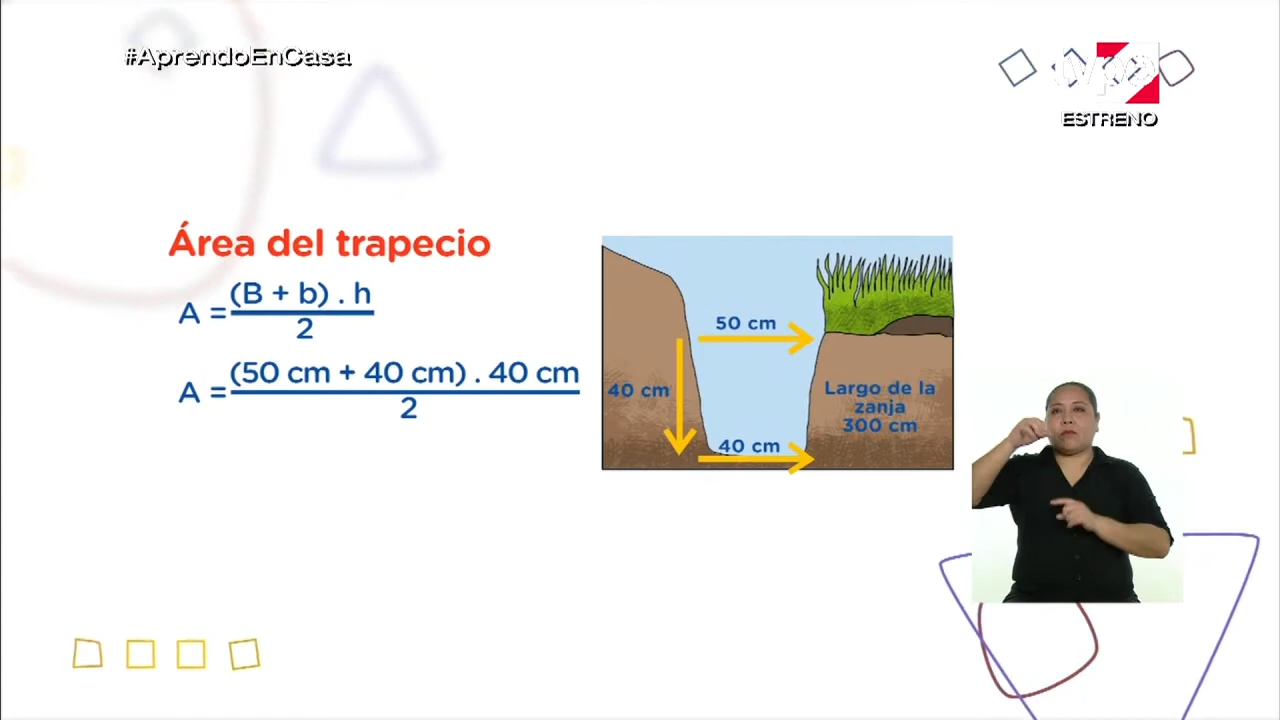 #AprendoEnCasa
tvpe
ESTRENO
Área del trapecio
A = (B + b) . h
2
A = (50 cm + 40 cm) . 40 cm
2
50 cm
40 cm
40 cm
Largo de la
zanja
300 cm